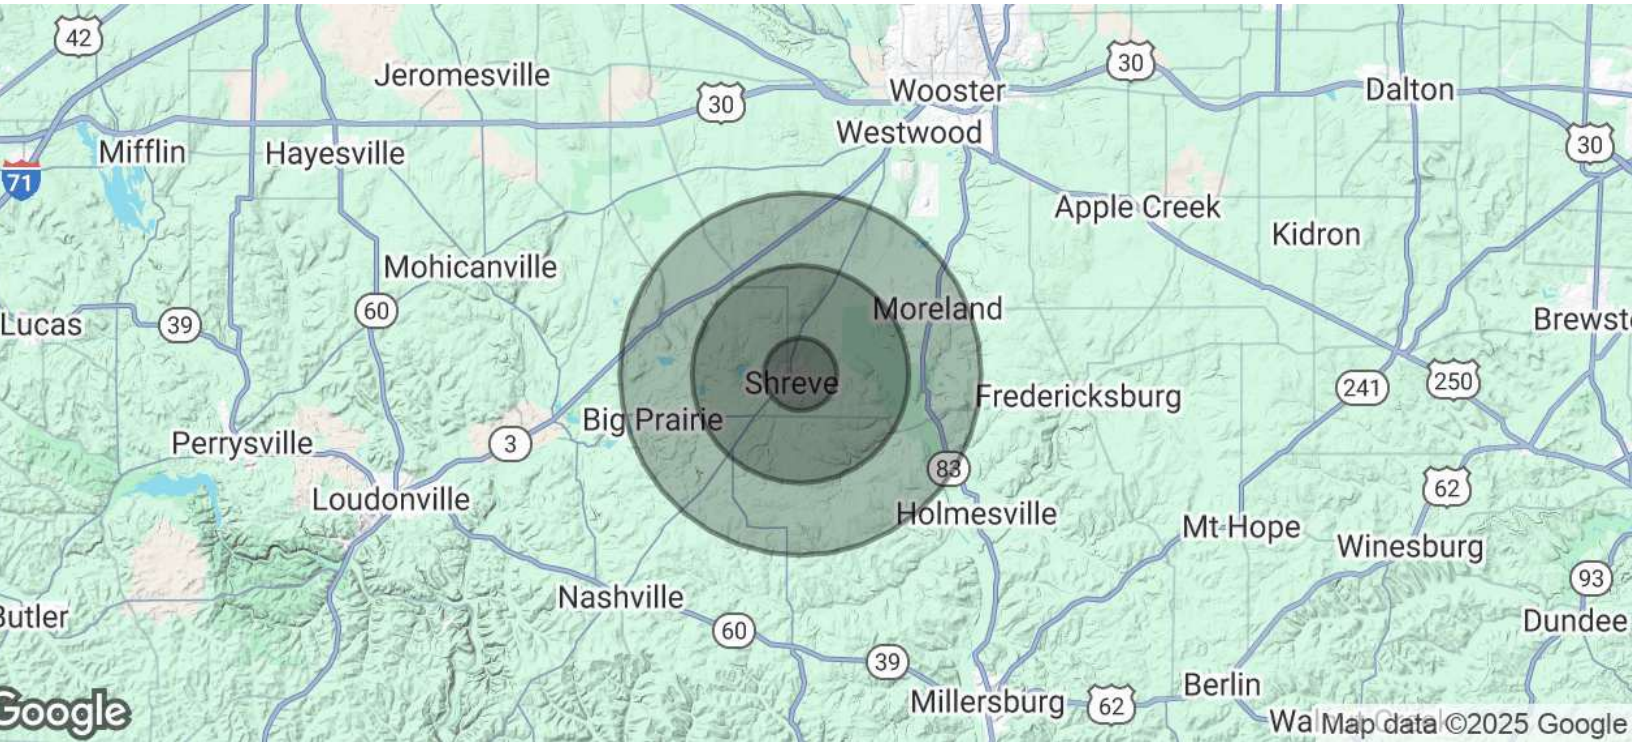 42
Jeromesville
30
Wooster
30
Dalton
Westwood
Mifflin
Hayesville
30
71
Apple Creek
Kidron
Mohicanville
60
Moreland
Lucas
39
Brewst
Shreve
241
250
Fredericksburg
Big Prairie
3
Perrysville
83
62
Loudonville
Holmesville
Mt Hope
Winesburg
93
Nashville
Butler
60
Dundee
39
Berlin
Millersburg
62
Google
Wal
Map data ©2025 Google